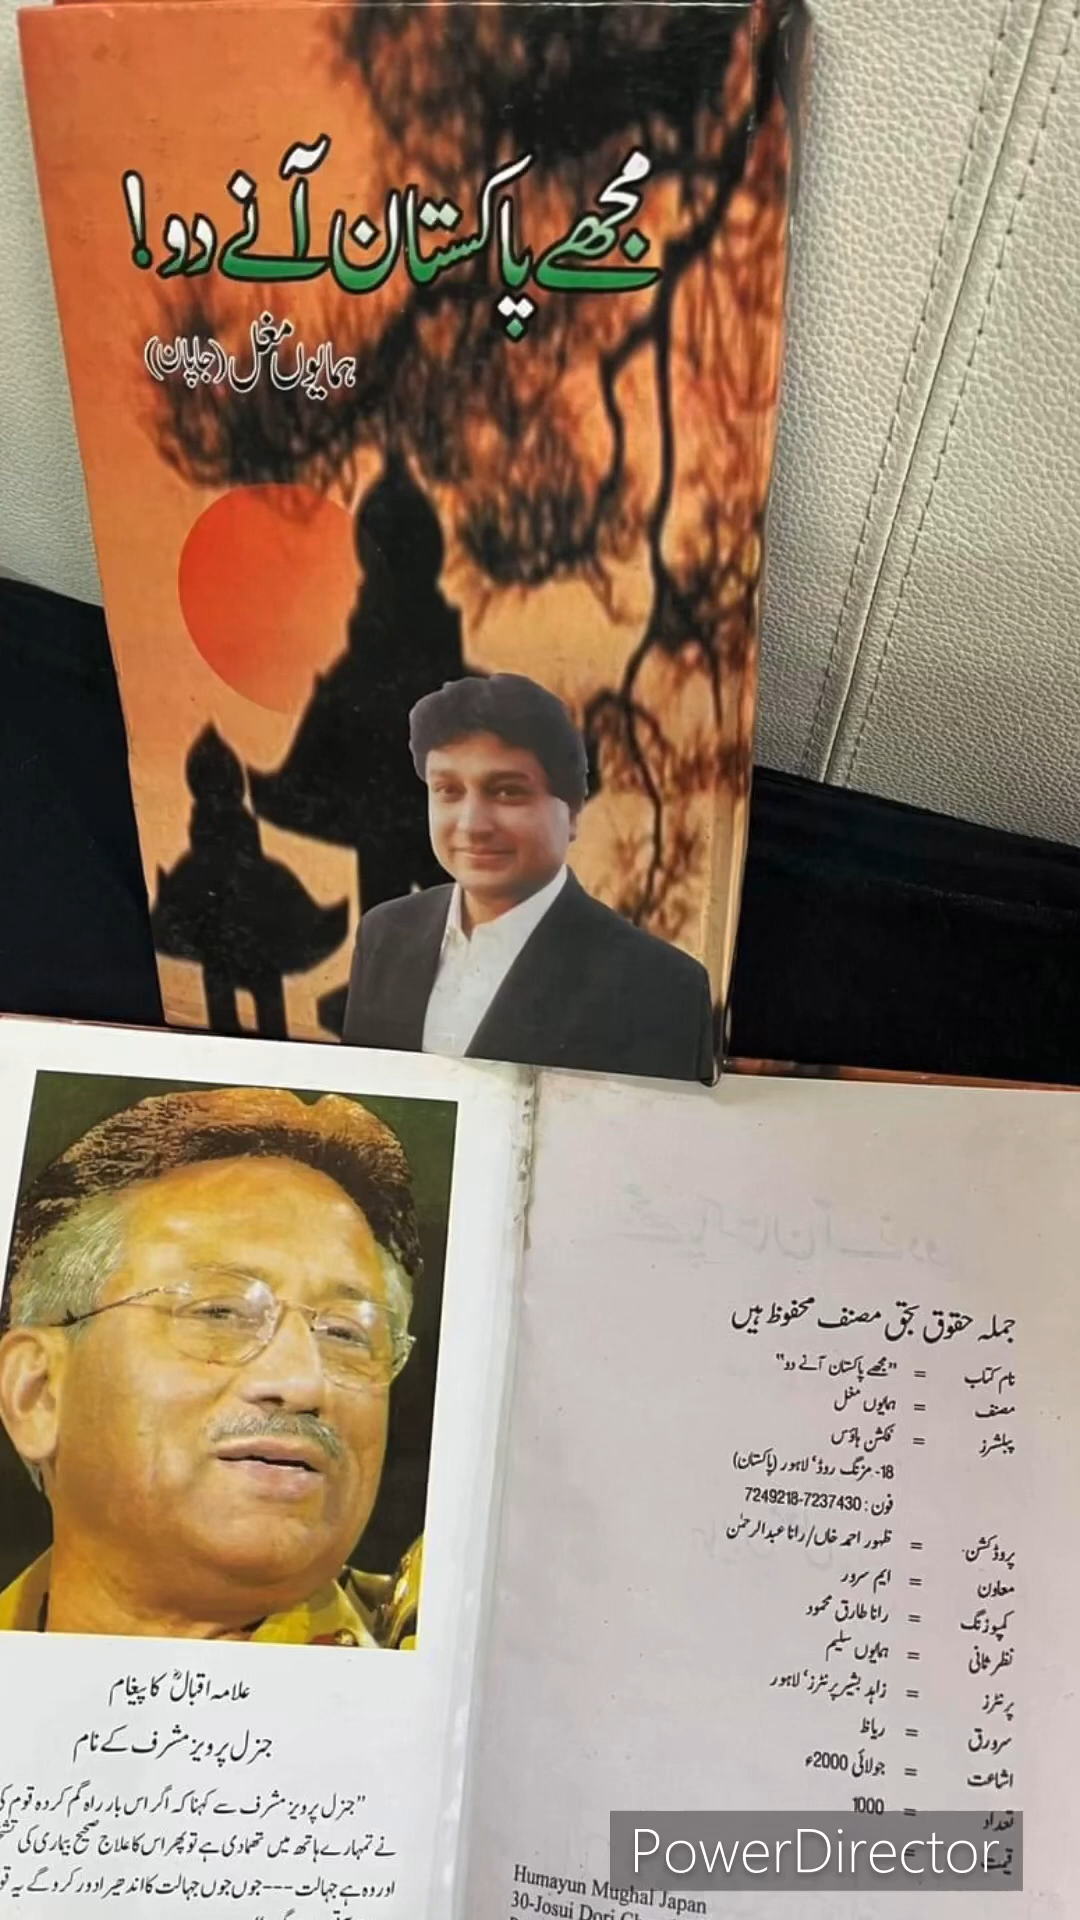 مجھے پاکستان آنے دو!
ہمایوں مغل (جاپان)
علامہ اقبالؒ کا پیغام
جنرل پرویز مشرف کے نام
”جنرل پرویز مشرف سے کہنا کہ اگر اس بار راہ گم کردہ قوم
نے تمہارے ہاتھ میں تھمادی ہے تو پھر اس کا علاج صحیح بیماری کی
اور وہ ہے جہالت---جوں جوں جہالت کا اندھیرا دور کرو گے یہ
جملہ حقوق بحق مصنف محفوظ ہیں
نام کتاب = ”مجھے پاکستان آنے دو“
مصنف = ہمایوں مغل
پبلشرز = فکشن ہاؤس
18- مزنگ روڈ، لاہور (پاکستان)
فون : 7249218-7237430
پروڈکشن = ظہور احمد خاں/رانا عبدالرحمٰن
معاون = ایم سرور
کمپوزنگ = رانا طارق محمود
نظر ثانی = ہمایوں سلیم
پرنٹرز = زاہد بشیر پرنٹرز، لاہور
سرورق = ریاظ
اشاعت = جولائی 2000ء
تعداد = 1000
قیمت =
Humayun Mughal Japan
30-Josui Dori
PowerDirector